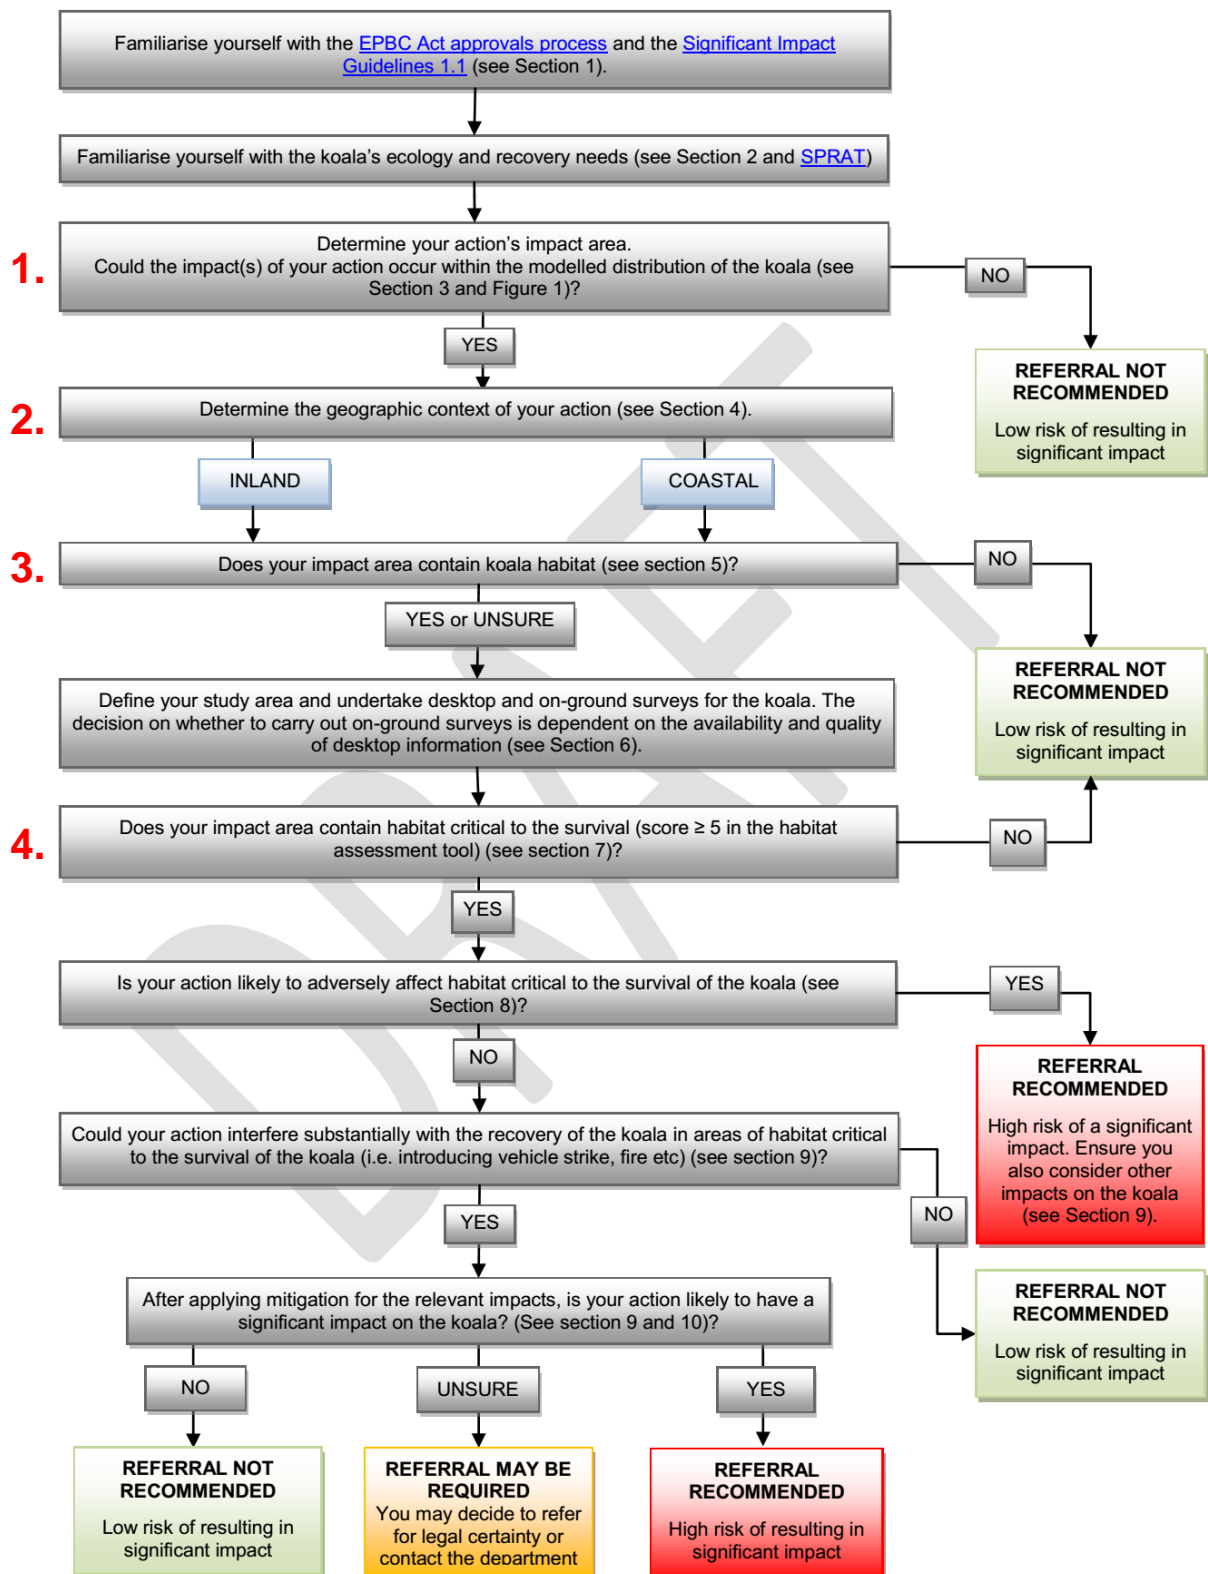 Familiarise yourself with the EPBC Act approvals process and the Significant Impact
Guidelines 1.1 (see Section 1).
Familiarise yourself with the koala's ecology and recovery needs (see Section 2 and SPRAT)
1.
Determine your action's impact area.
Could the impact(s) of your action occur within the modelled distribution of the koala (see
Section 3 and Figure 1)?
NO
YES
REFERRAL NOT
RECOMMENDED
Low risk of resulting in
significant impact
2.
Determine the geographic context of your action (see Section 4).
INLAND
COASTAL
3.
Does your impact area contain koala habitat (see section 5)?
NO
YES or UNSURE
REFERRAL NOT
RECOMMENDED
Low risk of resulting in
significant impact
Define your study area and undertake desktop and on-ground surveys for the koala. The
decision on whether to carry out on-ground surveys is dependent on the availability and quality
of desktop information (see Section 6).
4.
Does your impact area contain habitat critical to the survival (score ≥ 5 in the habitat
assessment tool) (see section 7)?
NO
YES
Is your action likely to adversely affect habitat critical to the survival of the koala (see
Section 8)?
YES
NO
REFERRAL
RECOMMENDED
High risk of a significant
impact. Ensure you
also consider other
impacts on the koala
(see Section 9).
Could your action interfere substantially with the recovery of the koala in areas of habitat critical
to the survival of the koala (i.e. introducing vehicle strike, fire etc) (see section 9)?
NO
YES
REFERRAL NOT
RECOMMENDED
Low risk of resulting in
significant impact
After applying mitigation for the relevant impacts, is your action likely to have a
significant impact on the koala? (See section 9 and 10)?
NO
UNSURE
YES
REFERRAL NOT
RECOMMENDED
Low risk of resulting in
significant impact
REFERRAL MAY BE
REQUIRED
You may decide to refer
for legal certainty or
contact the department
REFERRAL
RECOMMENDED
High risk of resulting in
significant impact
DRAFT